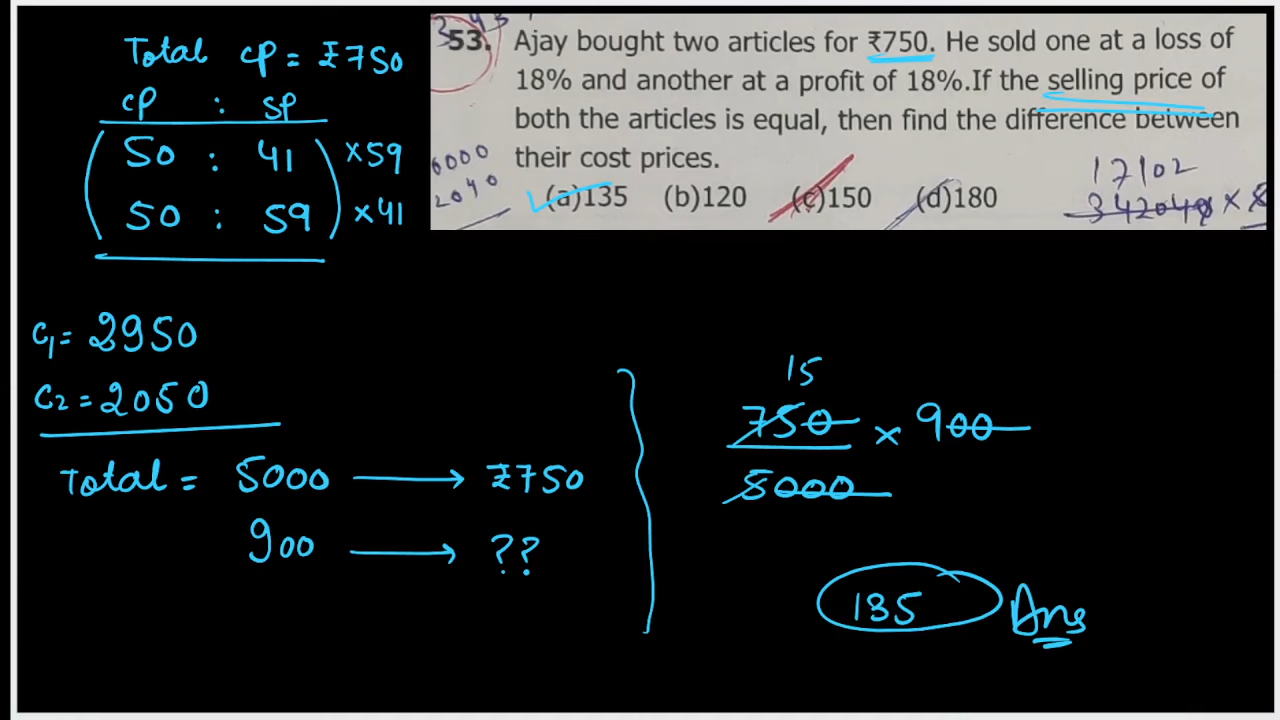 Total CP = ₹750
CP : SP
50 : 41 ×59
50 : 59 ×41
53. Ajay bought two articles for ₹750. He sold one at a loss of
18% and another at a profit of 18%.If the selling price of
both the articles is equal, then find the difference between
their cost prices.
(a)135 (b)120 (c)150 (d)180
2040
17102
342040 ×
C1= 2950
C2 = 2050
Total = 5000 → ₹750
900 → ??
15
750 × 900
5000
135 Ans